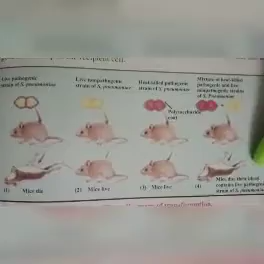 recipient cell.
Live pathogenic
strain of S. pneumoniae
Live nonpathogenic
strain of S. pneumoniae
Heat-killed pathogenic
strain of S. pneumoniae
Mixture of heat-killed
pathogenic and live
nonpathogenic strains
of S. Pneumoniae
Polysaccharide
coat
(1) Mice die
(2) Mice live
(3) Mice live
(4) Mice die; their blood
contains live pathogenic
strain of S. pneumoniae